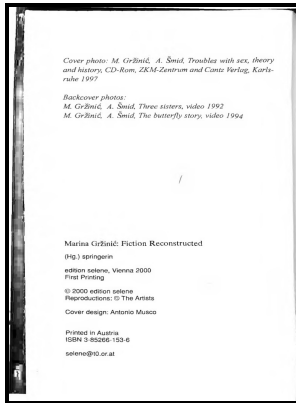 Cover photo: M. Gržinić, A. Šmid, Troubles with sex, theory
and history, CD-Rom, ZKM-Zentrum and Cantz Verlag, Karls-
ruhe 1997
Backcover photos:
M. Gržinić, A. Šmid, Three sisters, video 1992
M. Gržinić, A. Šmid, The butterfly story, video 1994
Marina Gržinić: Fiction Reconstructed
(Hg.) springerin
edition selene, Vienna 2000
First Printing
© 2000 edition selene
Reproductions: © The Artists
Cover design: Antonio Musco
Printed in Austria
ISBN 3-85266-153-6
selene@t0.or.at